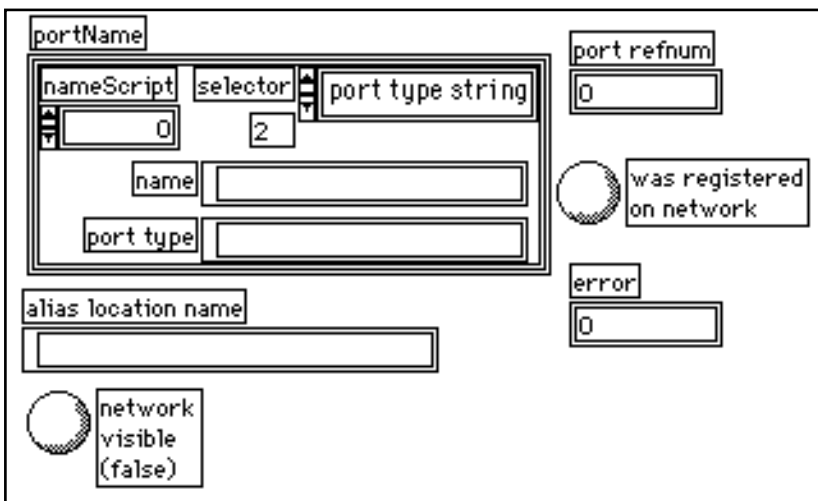 portName
port refnum
nameScript
selector
port type string
0
0
2
name
was registered
on network
port type
error
alias location name
0
network
visible
(false)